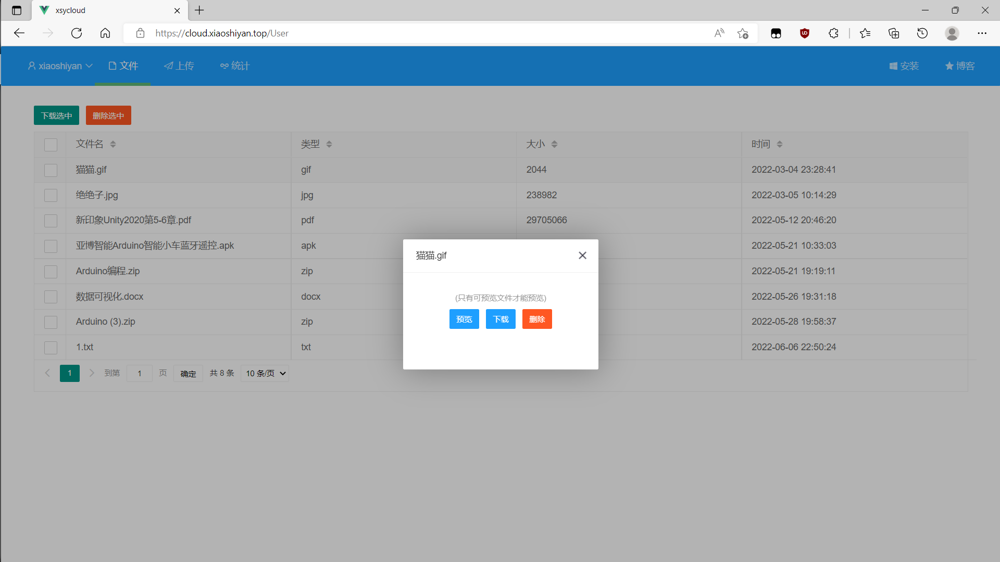 xsycloud
https://cloud.xiaoshiyan.top/User
xiaoshiyan 文件 上传 统计 安装 博客
下载选中 删除选中
文件名 类型 大小 时间
猫猫.gif gif 2044 2022-03-04 23:28:41
绝绝子.jpg jpg 238982 2022-03-05 10:14:29
新印象Unity2020第5-6章.pdf pdf 29705066 2022-05-12 20:46:20
亚博智能Arduino智能小车蓝牙遥控.apk apk 2022-05-21 10:33:03
Arduino编程.zip zip 2022-05-21 19:19:11
数据可视化.docx docx 2022-05-26 19:31:18
Arduino (3).zip zip 2022-05-28 19:58:37
1.txt txt 2022-06-06 22:50:24
1 到第 1 页 确定 共 8 条 10 条/页
猫猫.gif
(只有可预览文件才能预览)
预览 下载 删除